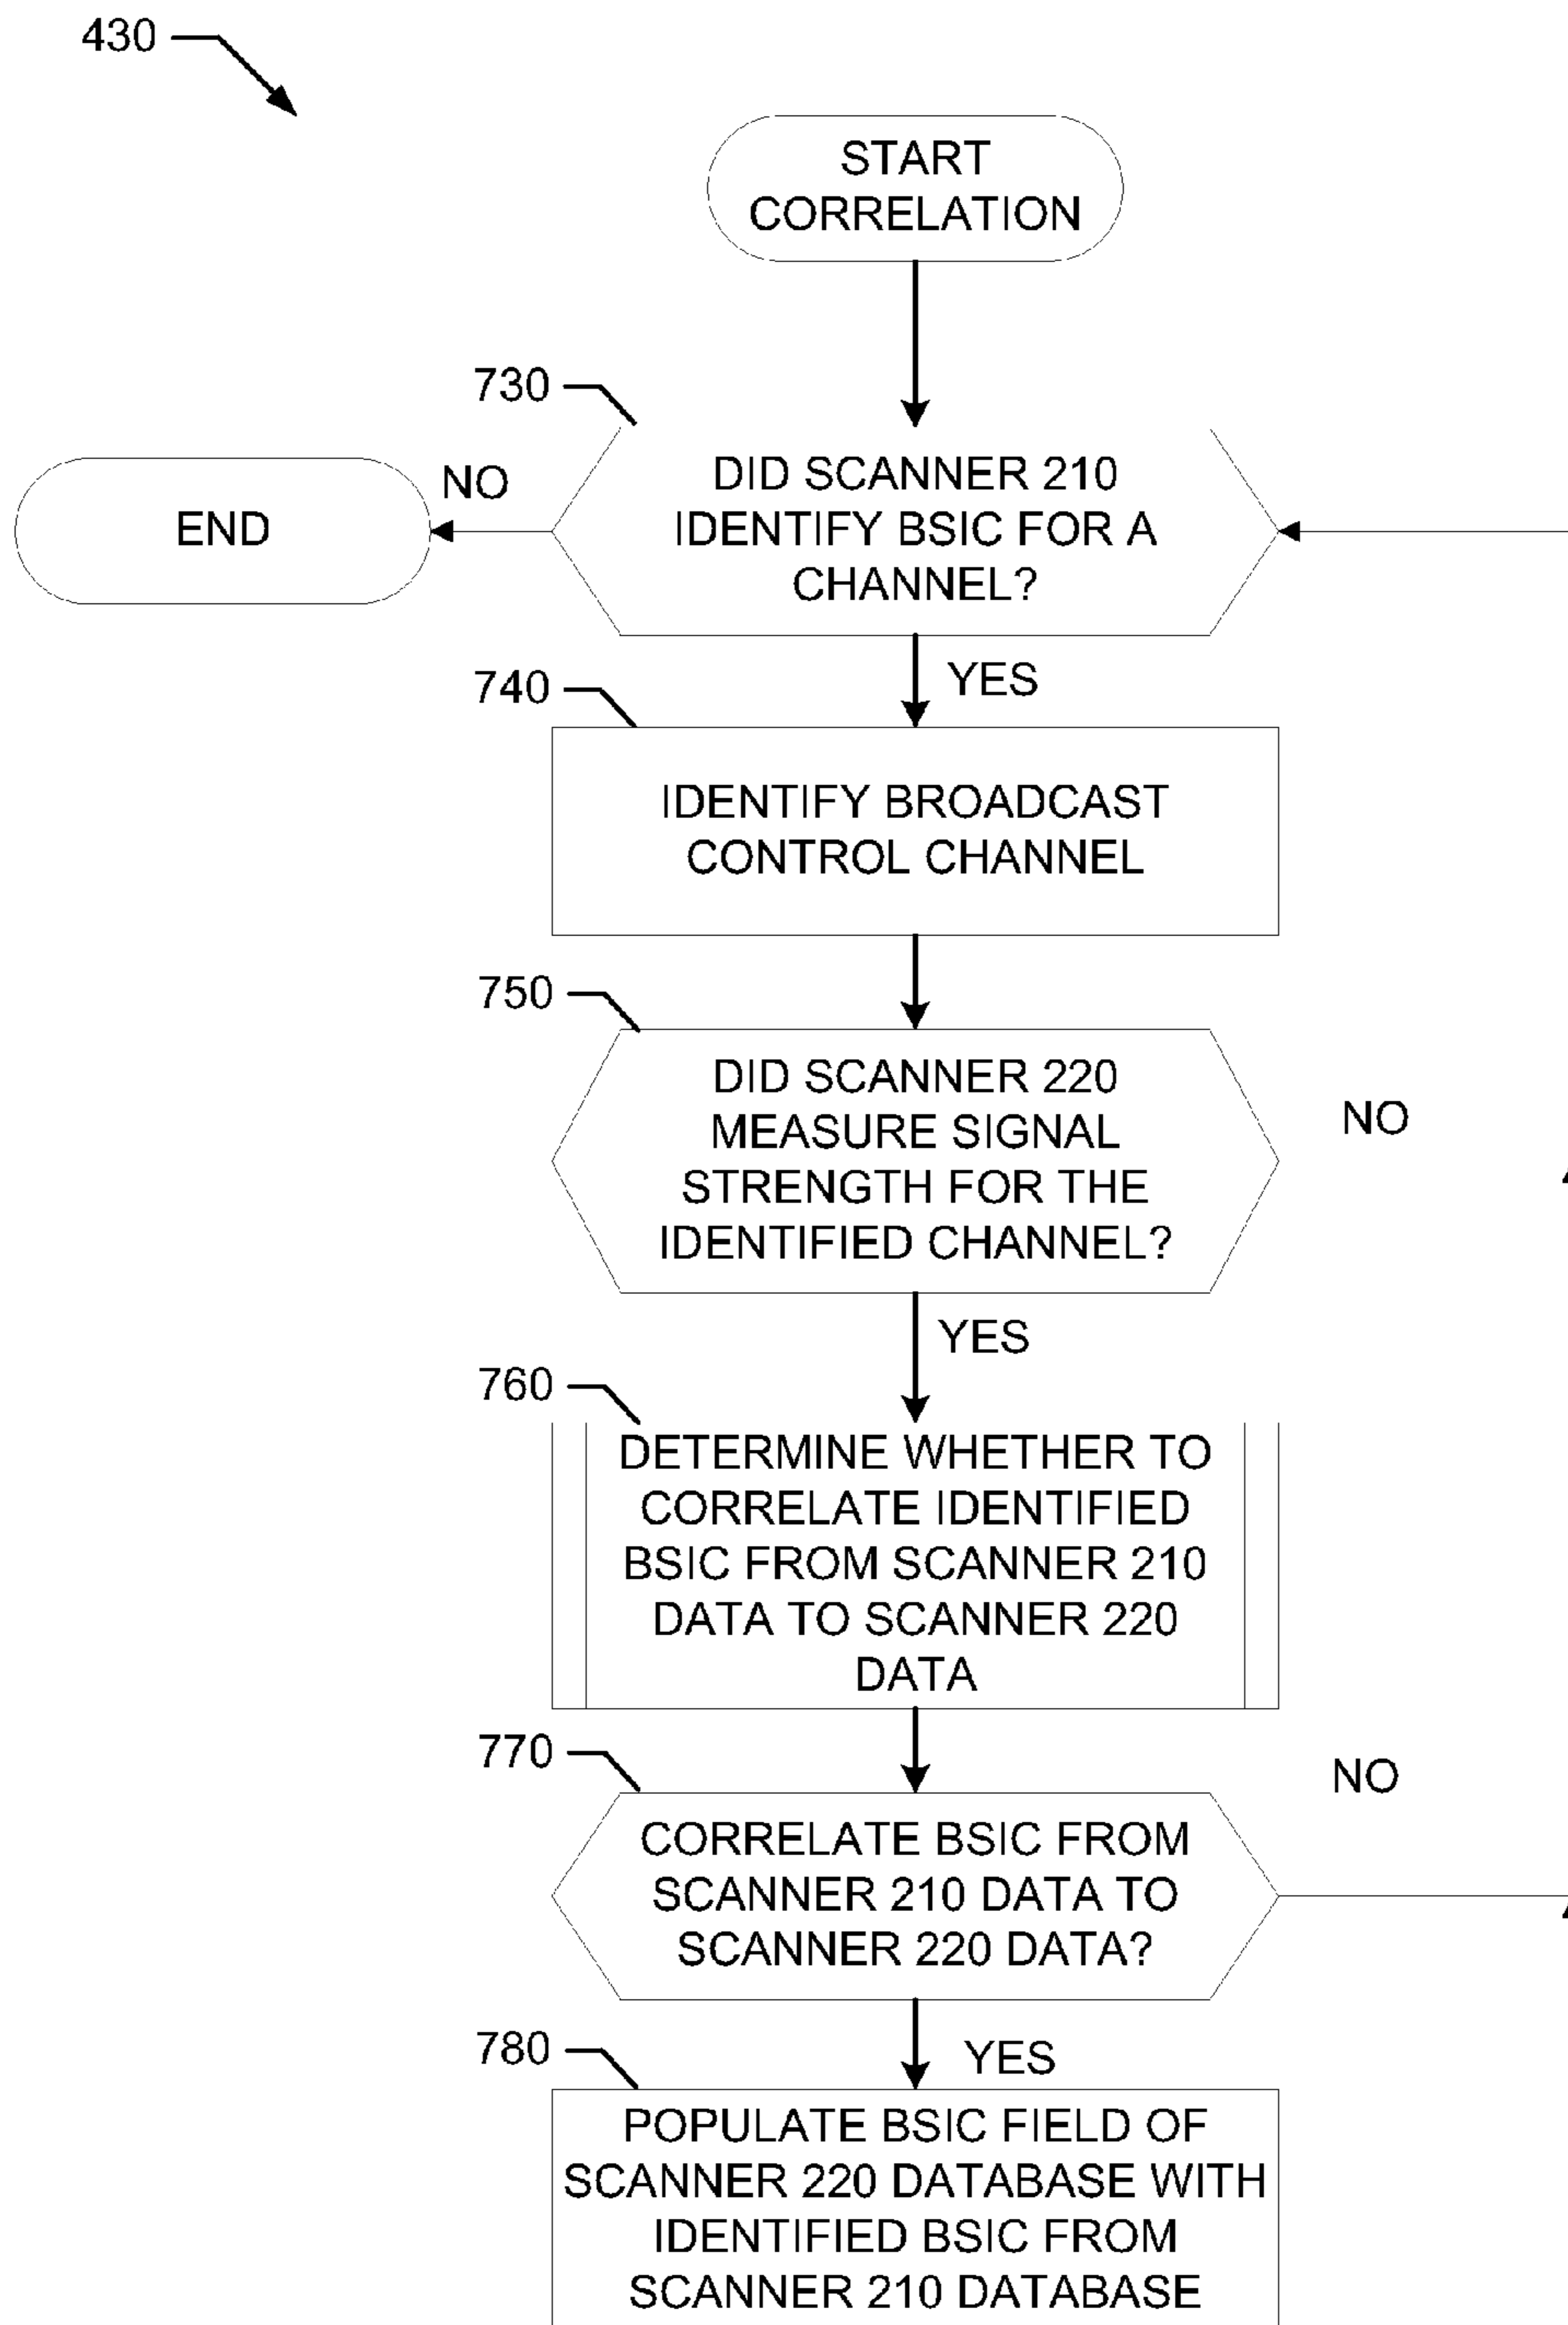 430
START
CORRELATION
730
DID SCANNER 210
IDENTIFY BSIC FOR A
CHANNEL?
NO
END
YES
740
IDENTIFY BROADCAST
CONTROL CHANNEL
750
DID SCANNER 220
MEASURE SIGNAL
STRENGTH FOR THE
IDENTIFIED CHANNEL?
NO
YES
760
DETERMINE WHETHER TO
CORRELATE IDENTIFIED
BSIC FROM SCANNER 210
DATA TO SCANNER 220
DATA
770
NO
CORRELATE BSIC FROM
SCANNER 210 DATA TO
SCANNER 220 DATA?
YES
780
POPULATE BSIC FIELD OF
SCANNER 220 DATABASE WITH
IDENTIFIED BSIC FROM
SCANNER 210 DATABASE